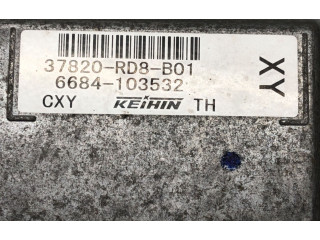 37820-RD8-B01
6684-103532
CXY KEIHIN TH
XY